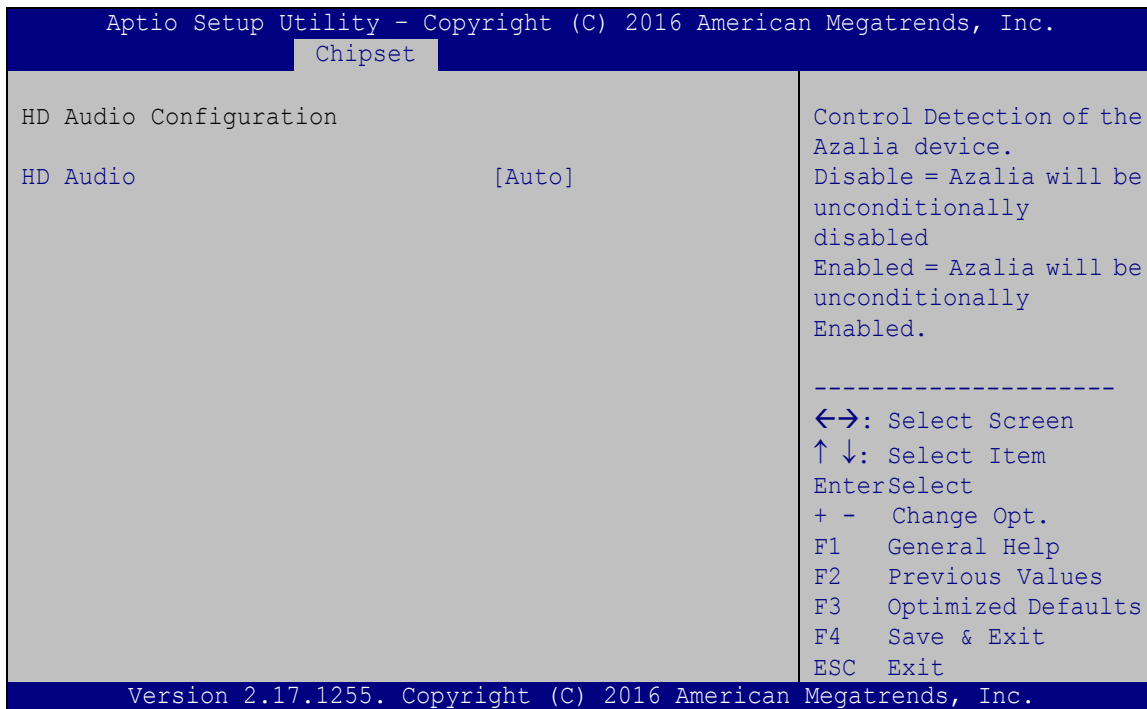 Aptio Setup Utility – Copyright (C) 2016 American Megatrends, Inc.
Chipset
HD Audio Configuration
HD Audio [Auto]
Control Detection of the
Azalia device.
Disable = Azalia will be
unconditionally
disabled
Enabled = Azalia will be
unconditionally
Enabled.
---------------------
←→: Select Screen
↑ ↓: Select Item
EnterSelect
+ - Change Opt.
F1 General Help
F2 Previous Values
F3 Optimized Defaults
F4 Save & Exit
ESC Exit
Version 2.17.1255. Copyright (C) 2016 American Megatrends, Inc.